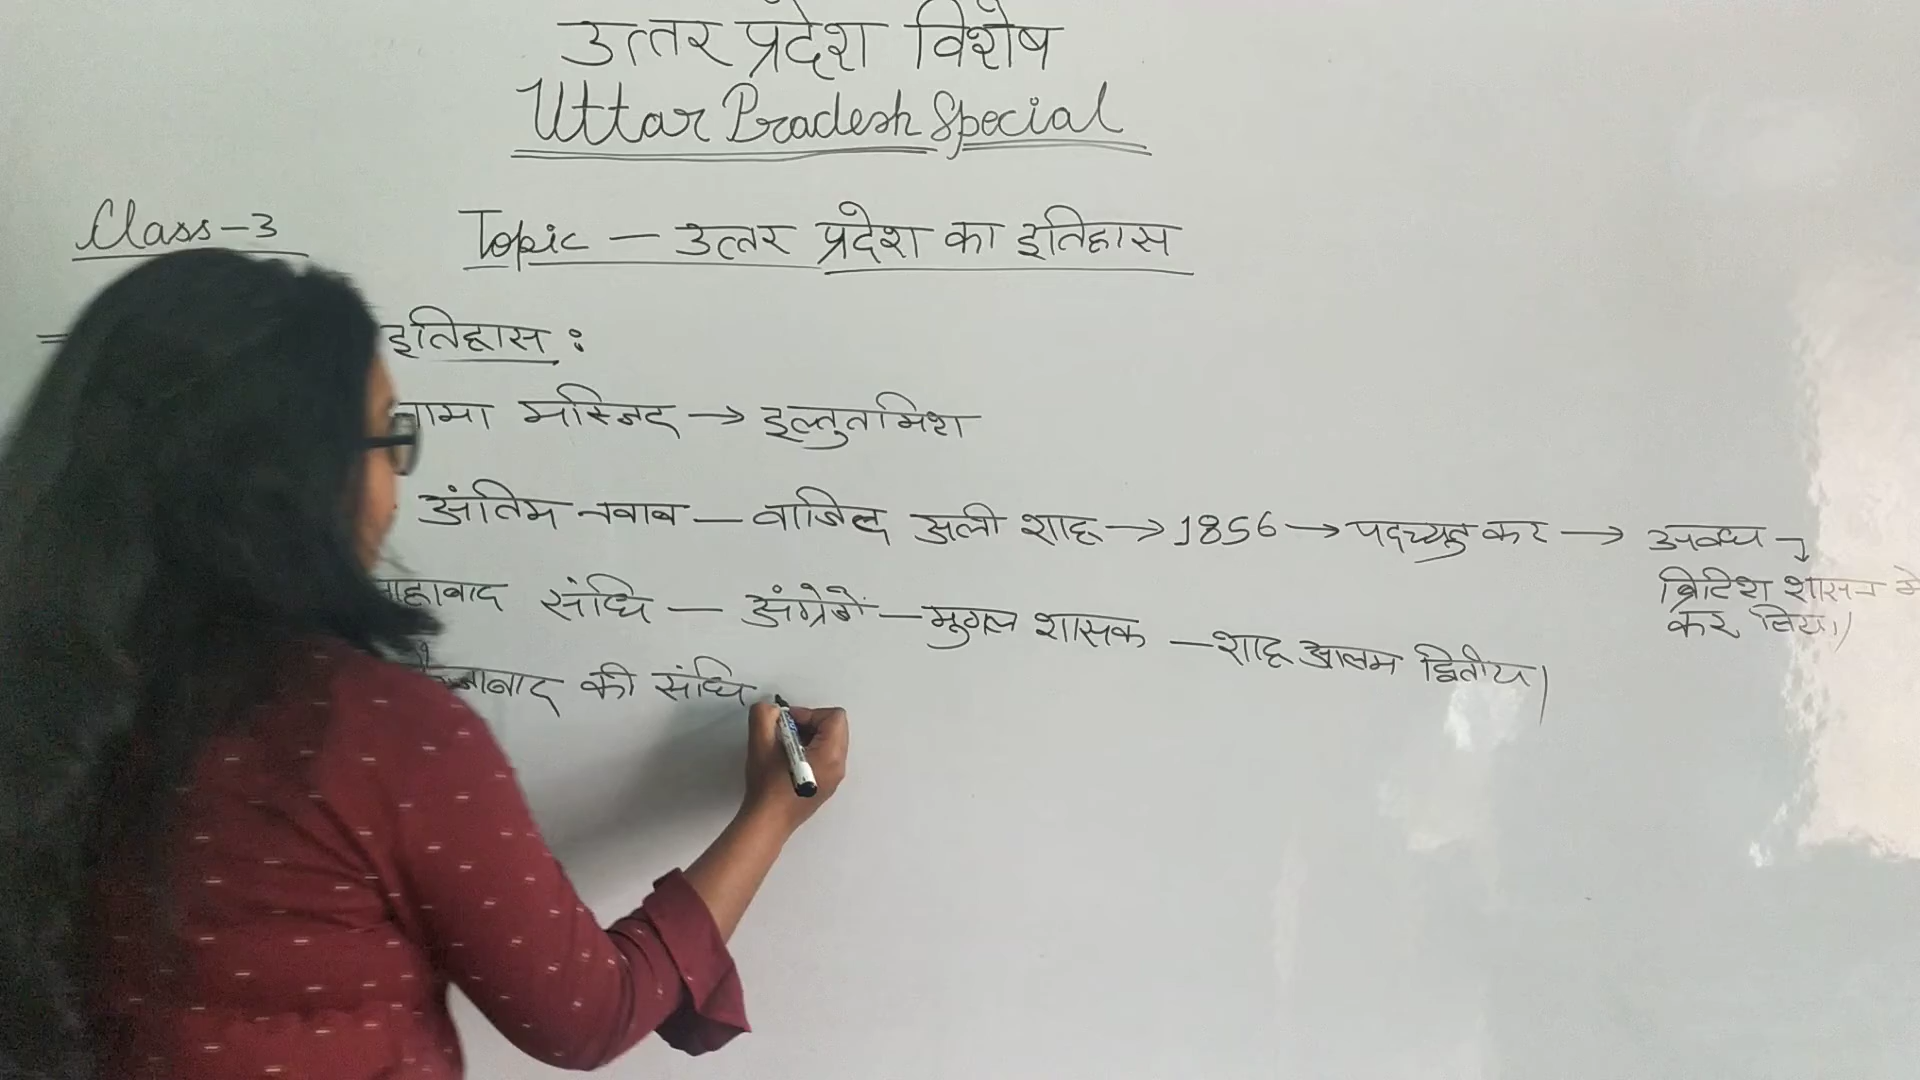 उत्तर प्रदेश विशेष
Uttar Pradesh Special
Class-3
Topic — उत्तर प्रदेश का इतिहास
इतिहास :
जामा मस्जिद → इल्तुतमिश
अंतिम नवाब — वाजिद अली शाह → 1856 → पदच्युत कर → अवध
ब्रिटिश शासन मे
कर लिया।
संधि — अंग्रेजों — मुगल शासक — शाह आलम द्वितीय।
की संधि